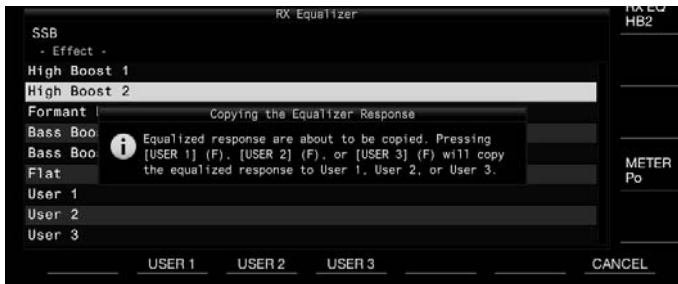 RX Equalizer
RX EQ
HB2
SSB
- Effect -
High Boost 1
High Boost 2
Formant
Bass Boo
Bass Boo
Flat
User 1
User 2
User 3
Copying the Equalizer Response
Equalized response are about to be copied. Pressing
[USER 1] (F), [USER 2] (F), or [USER 3] (F) will copy
the equalized response to User 1, User 2, or User 3.
METER
Po
USER 1 USER 2 USER 3 CANCEL